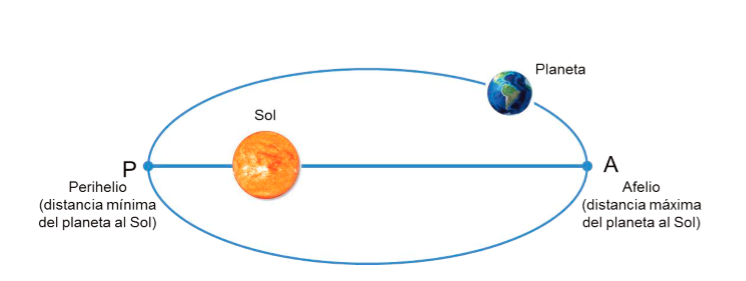 Planeta
Sol
P
A
Perihelio
(distancia mínima
del planeta al Sol)
Afelio
(distancia máxima
del planeta al Sol)